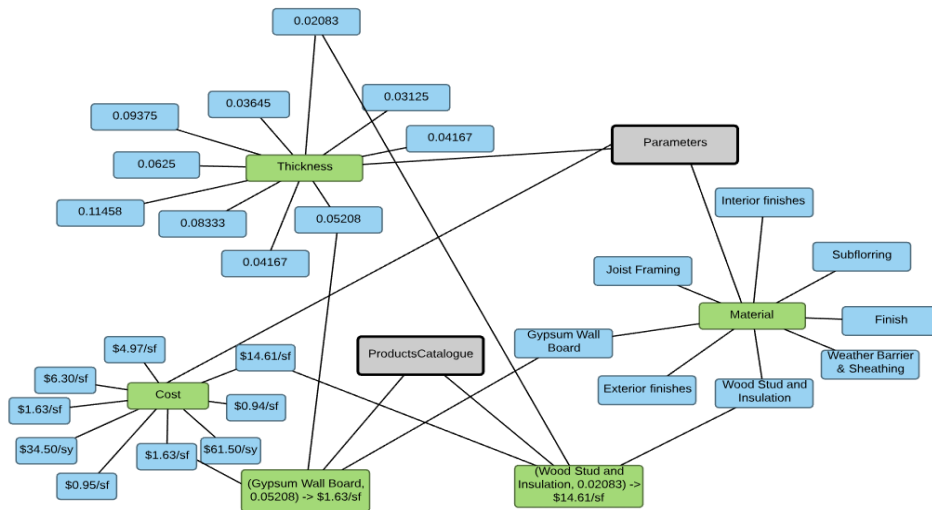 0.02083
0.03645
0.03125
0.09375
0.04167
Parameters
0.0625
Thickness
Interior finishes
0.11458
0.08333
0.05208
0.04167
Subflorring
Joist Framing
Material
Finish
Gypsum Wall
Board
ProductsCatalogue
$4.97/sf
$14.61/sf
Weather Barrier
& Sheathing
$6.30/sf
Exterior finishes
Wood Stud and
Insulation
Cost
$1.63/sf
$0.94/sf
$34.50/sy
$1.63/sf
$61.50/sy
$0.95/sf
(Gypsum Wall Board,
0.05208) -> $1.63/sf
(Wood Stud and
Insulation, 0.02083) ->
$14.61/sf